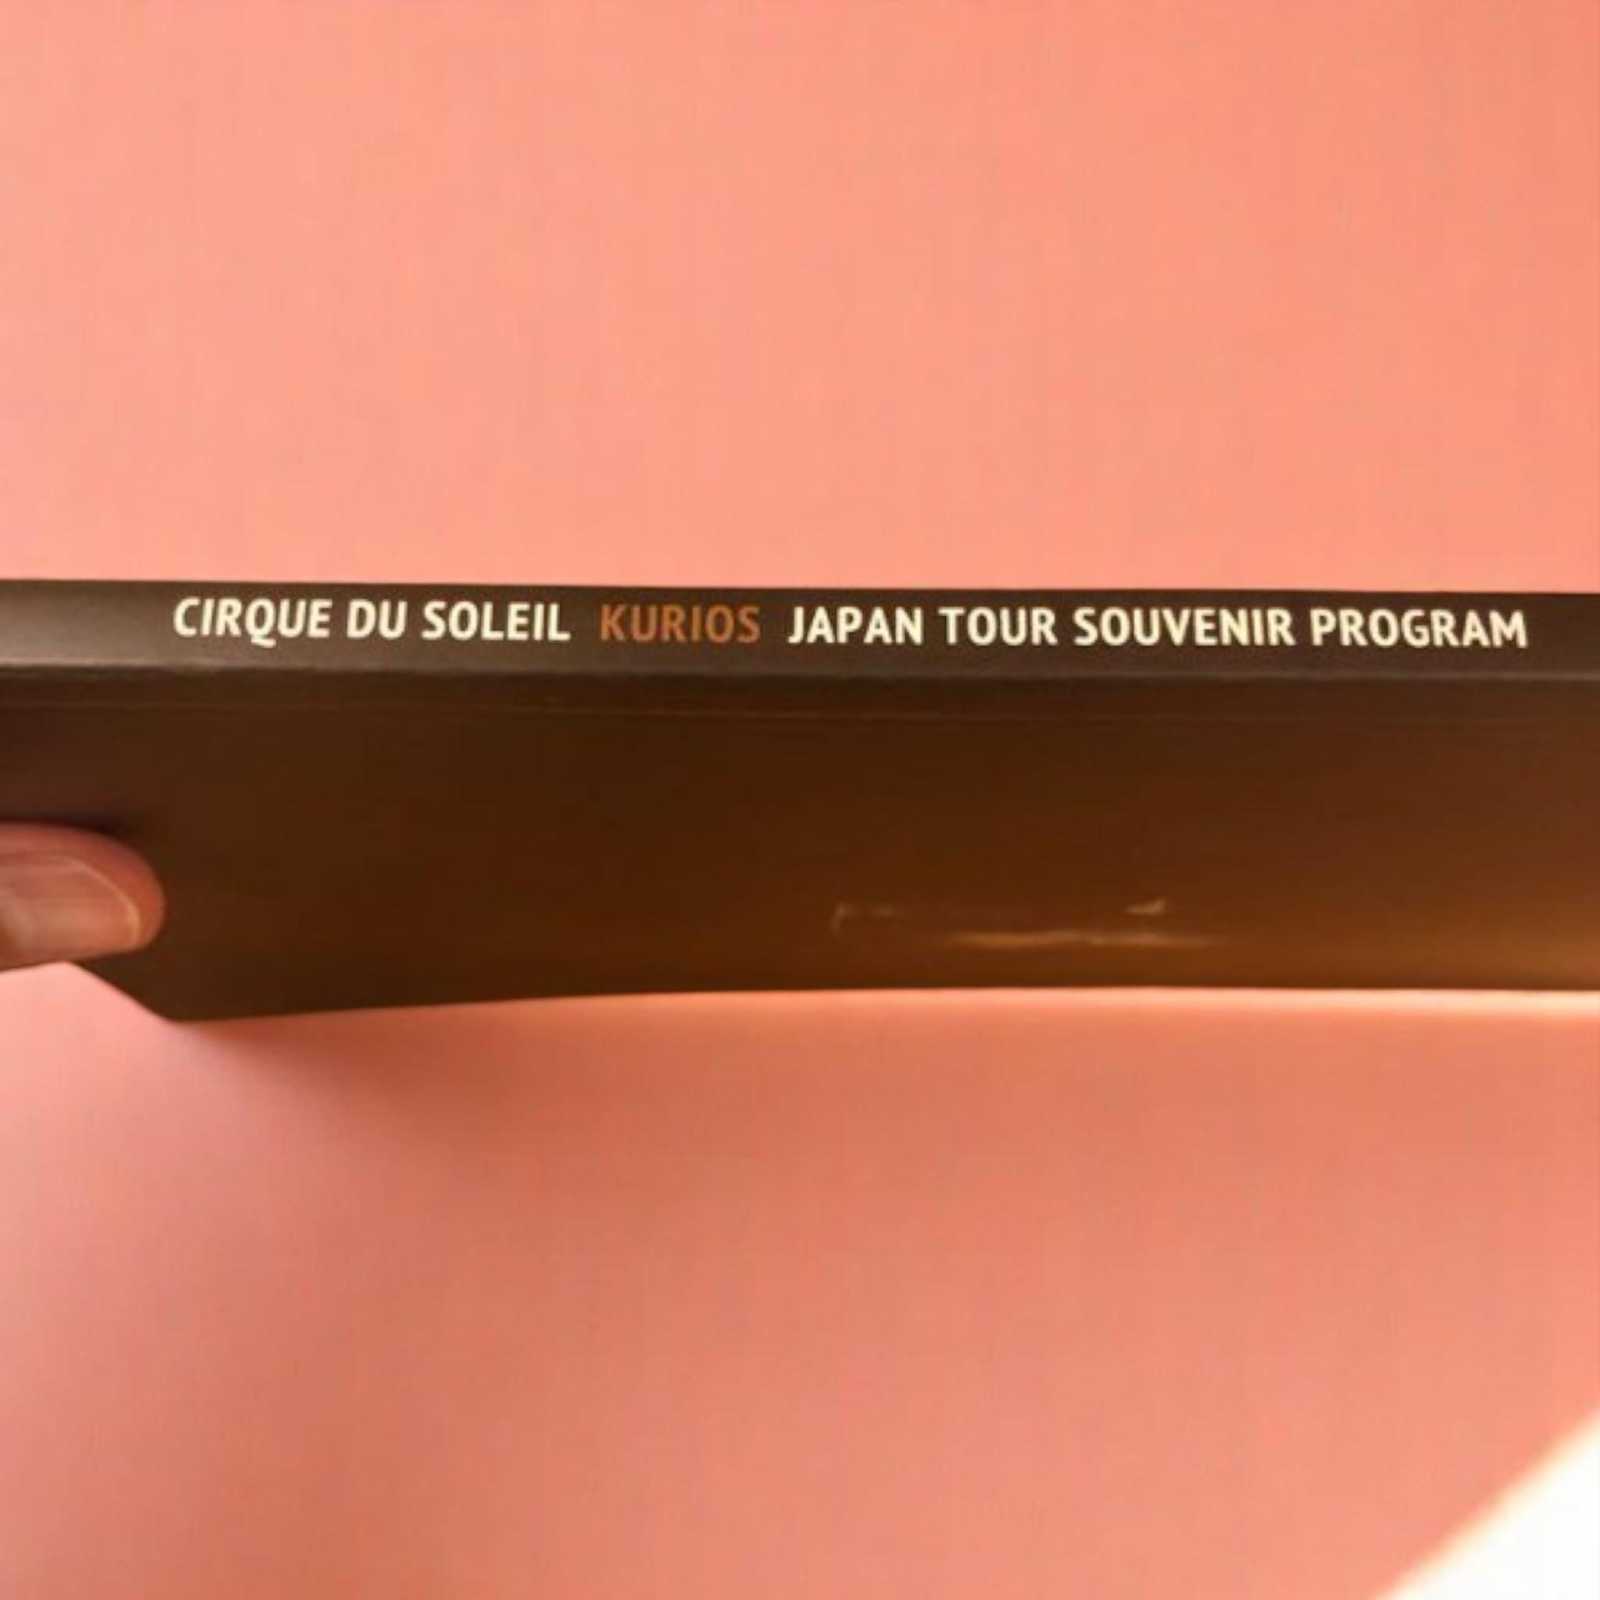 CIRQUE DU SOLEIL KURIOS JAPAN TOUR SOUVENIR PROGRAM